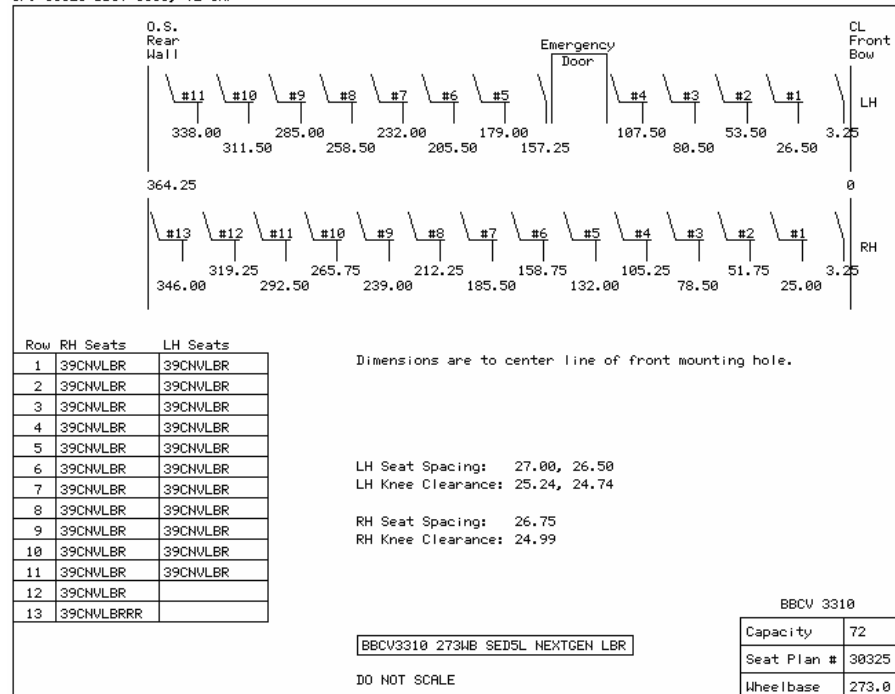 O.S.
Rear
Wall
Emergency
Door
CL
Front
Bow
#11 #10 #9 #8 #7 #6 #5 #4 #3 #2 #1 LH
338.00 285.00 232.00 179.00 107.50 53.50 3.25
311.50 258.50 205.50 157.25 80.50 26.50
364.25 0
#13 #12 #11 #10 #9 #8 #7 #6 #5 #4 #3 #2 #1 RH
319.25 265.75 212.25 158.75 105.25 51.75 3.25
346.00 292.50 239.00 185.50 132.00 78.50 25.00
Row RH Seats LH Seats
1 39CNVLBR 39CNVLBR
2 39CNVLBR 39CNVLBR
3 39CNVLBR 39CNVLBR
4 39CNVLBR 39CNVLBR
5 39CNVLBR 39CNVLBR
6 39CNVLBR 39CNVLBR
7 39CNVLBR 39CNVLBR
8 39CNVLBR 39CNVLBR
9 39CNVLBR 39CNVLBR
10 39CNVLBR 39CNVLBR
11 39CNVLBR 39CNVLBR
12 39CNVLBR
13 39CNVLBRRR
Dimensions are to center line of front mounting hole.
LH Seat Spacing: 27.00, 26.50
LH Knee Clearance: 25.24, 24.74
RH Seat Spacing: 26.75
RH Knee Clearance: 24.99
BBCV3310 273WB SED5L NEXTGEN LBR
DO NOT SCALE
BBCV 3310
Capacity 72
Seat Plan # 30325
Wheelbase 273.0